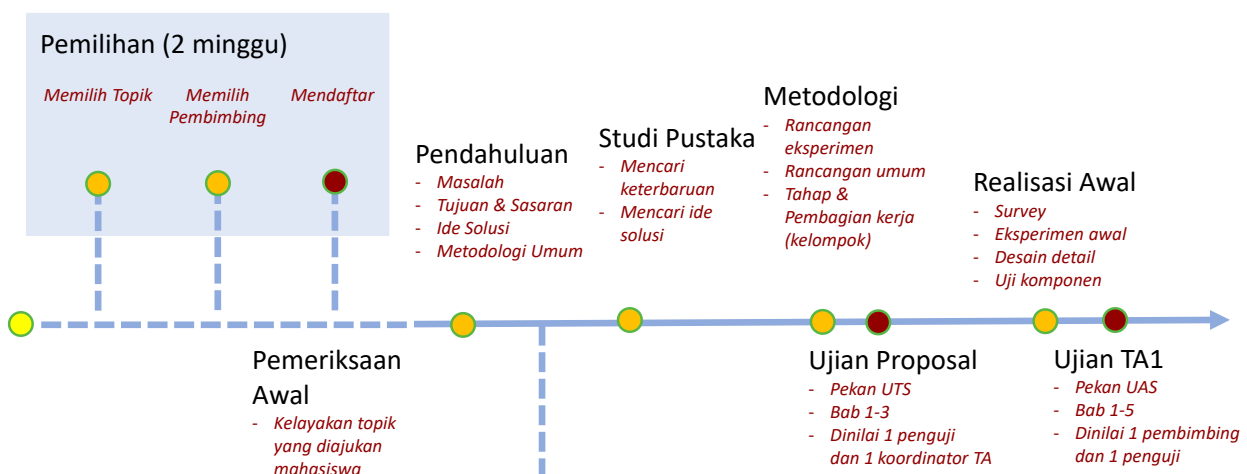 Pemilihan (2 minggu)
Memilih Topik
Memilih
Pembimbing
Mendaftar
Pendahuluan
- Masalah
- Tujuan & Sasaran
- Ide Solusi
- Metodologi Umum
Studi Pustaka
- Mencari
keterbaruan
- Mencari ide
solusi
Metodologi
- Rancangan
eksperimen
- Rancangan umum
- Tahap &
Pembagian kerja
(kelompok)
Realisasi Awal
- Survey
- Eksperimen awal
- Desain detail
- Uji komponen
Pemeriksaan
Awal
- Kelayakan topik
yang diajukan
mahasiswa
Ujian Proposal
- Pekan UTS
- Bab 1-3
- Dinilai 1 penguji
dan 1 koordinator TA
Ujian TA1
- Pekan UAS
- Bab 1-5
- Dinilai 1 pembimbing
dan 1 penguji